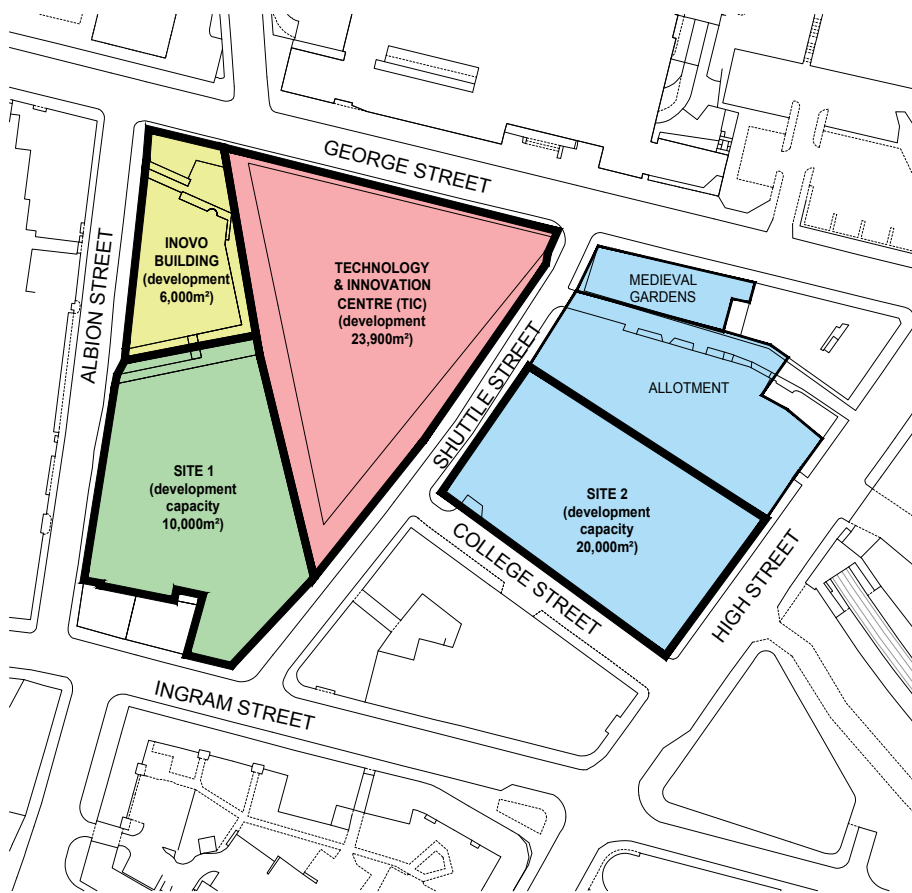 GEORGE STREET
INOVO
BUILDING
(development
6,000m²)
TECHNOLOGY
& INNOVATION
CENTRE (TIC)
(development
23,900m²)
MEDIEVAL
GARDENS
ALBION STREET
SHUTTLE STREET
ALLOTMENT
SITE 1
(development
capacity
10,000m²)
SITE 2
(development
capacity
20,000m²)
COLLEGE STREET
HIGH STREET
INGRAM STREET